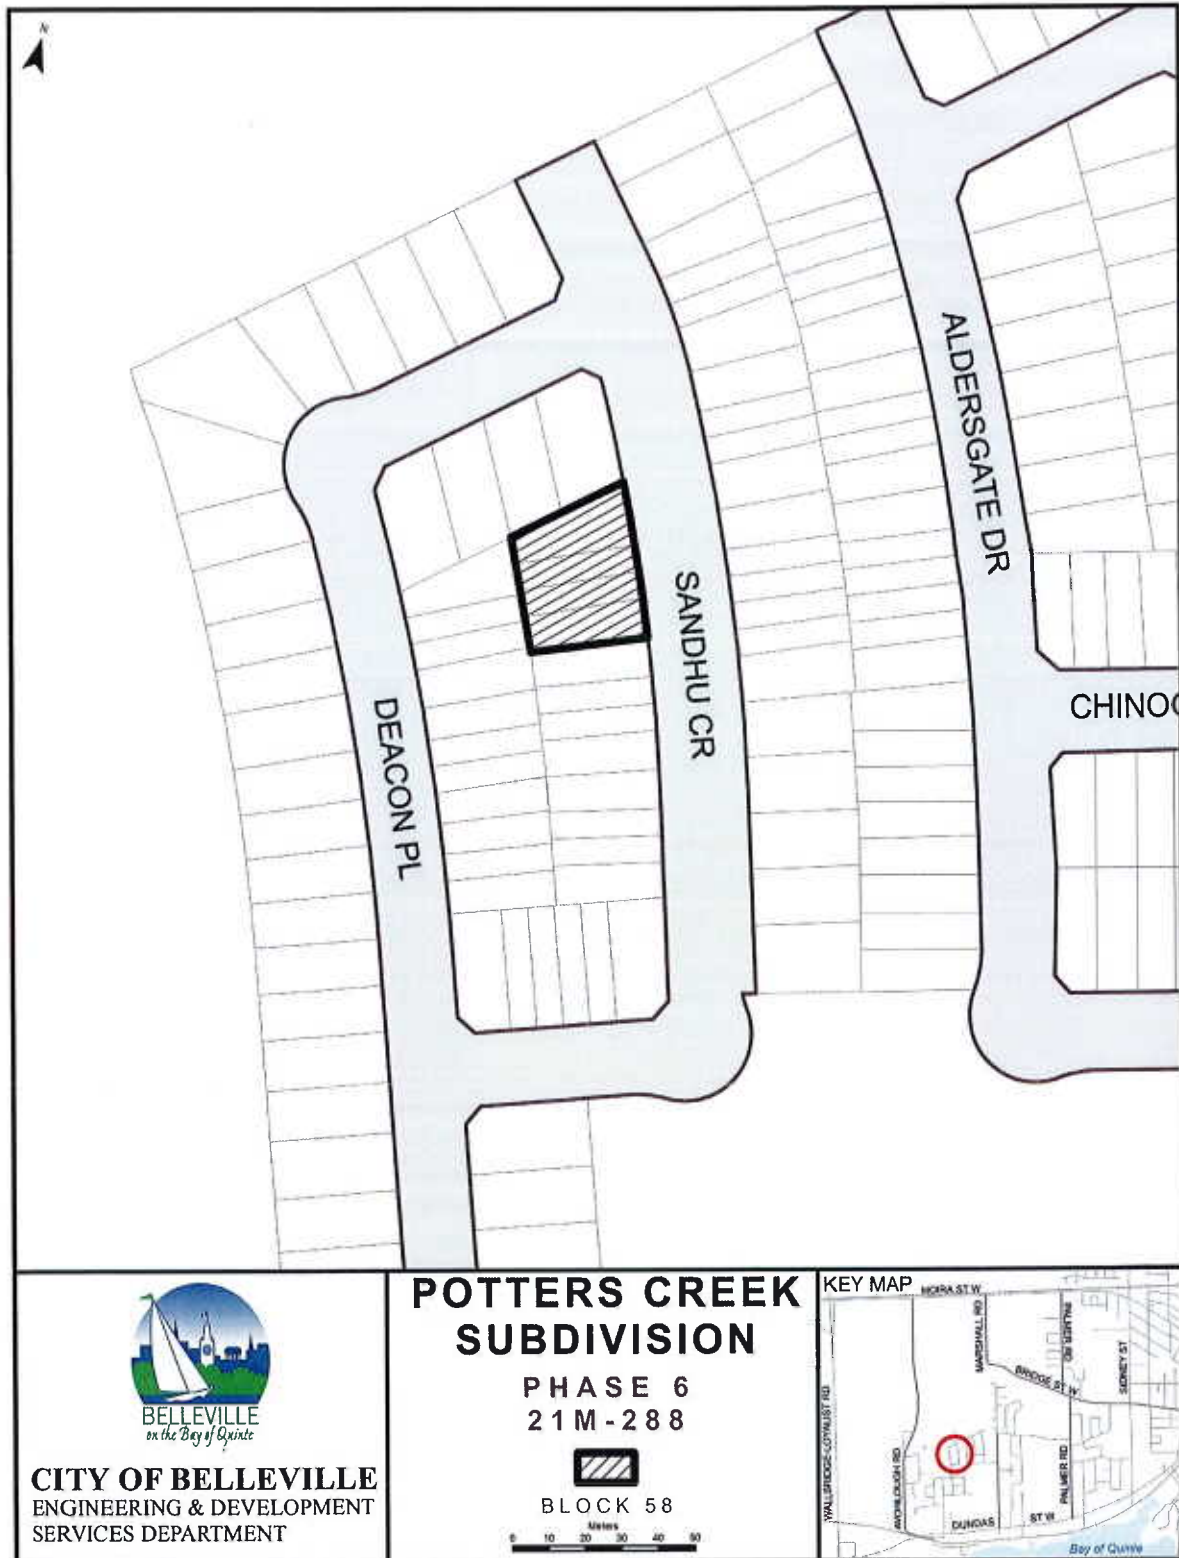 N
ALDERSGATE DR
SANDHU CR
CHINOO
DEACON PL
BELLEVILLE
on the Bay of Quinte
CITY OF BELLEVILLE
ENGINEERING & DEVELOPMENT
SERVICES DEPARTMENT
POTTERS CREEK
SUBDIVISION
PHASE 6
21M-288
BLOCK 58
Meters
0 10 20 30 40 50
KEY MAP
MOIRA ST W
MARSHALL RD
PALMER RD
SIDNEY ST
BRIDGE ST W
WALLBRIDGE-LOYALIST RD
AVONLOUGH RD
PALMER RD
DUNDAS ST W
Bay of Quinte